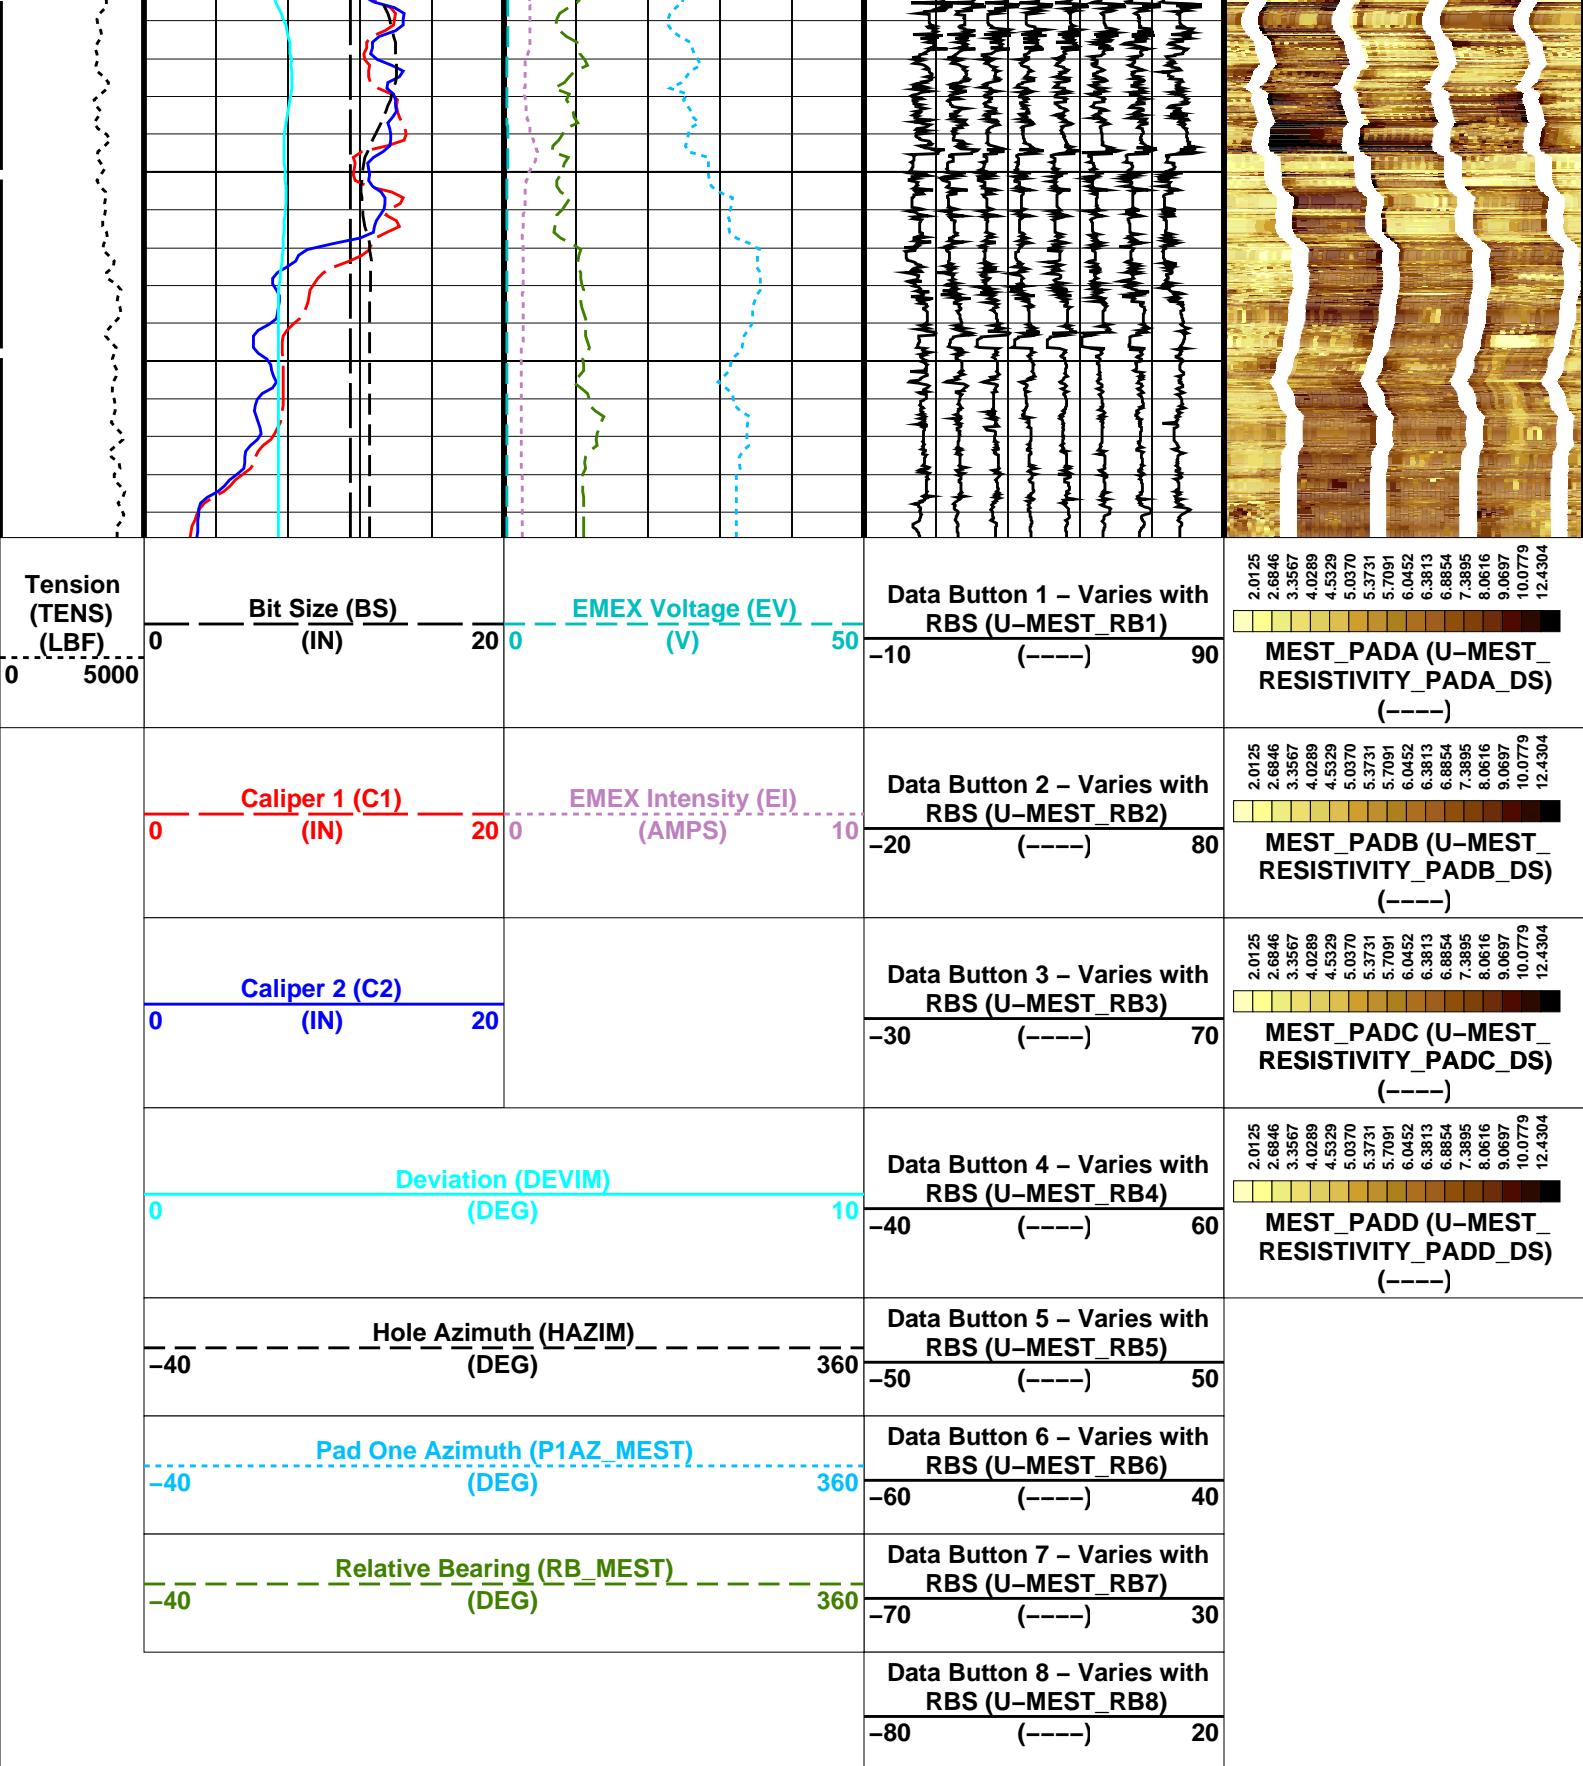 Tension
(TENS)
(LBF)
0 5000
Bit Size (BS)
0 (IN) 20
EMEX Voltage (EV)
0 (V) 50
Data Button 1 – Varies with
RBS (U–MEST_RB1)
–10 (––––) 90
2.0125
2.6846
3.3567
4.0289
4.5329
5.0370
5.3731
5.7091
6.0452
6.3813
6.8854
7.3895
8.0616
9.0697
10.0779
12.4304
MEST_PADA (U–MEST_
RESISTIVITY_PADA_DS)
(––––)
Caliper 1 (C1)
0 (IN) 20
EMEX Intensity (EI)
0 (AMPS) 10
Data Button 2 – Varies with
RBS (U–MEST_RB2)
–20 (––––) 80
2.0125
2.6846
3.3567
4.0289
4.5329
5.0370
5.3731
5.7091
6.0452
6.3813
6.8854
7.3895
8.0616
9.0697
10.0779
12.4304
MEST_PADB (U–MEST_
RESISTIVITY_PADB_DS)
(––––)
Caliper 2 (C2)
0 (IN) 20
Data Button 3 – Varies with
RBS (U–MEST_RB3)
–30 (––––) 70
2.0125
2.6846
3.3567
4.0289
4.5329
5.0370
5.3731
5.7091
6.0452
6.3813
6.8854
7.3895
8.0616
9.0697
10.0779
12.4304
MEST_PADC (U–MEST_
RESISTIVITY_PADC_DS)
(––––)
Deviation (DEVIM)
0 (DEG) 10
Data Button 4 – Varies with
RBS (U–MEST_RB4)
–40 (––––) 60
2.0125
2.6846
3.3567
4.0289
4.5329
5.0370
5.3731
5.7091
6.0452
6.3813
6.8854
7.3895
8.0616
9.0697
10.0779
12.4304
MEST_PADD (U–MEST_
RESISTIVITY_PADD_DS)
(––––)
Hole Azimuth (HAZIM)
–40 (DEG) 360
Data Button 5 – Varies with
RBS (U–MEST_RB5)
–50 (––––) 50
Pad One Azimuth (P1AZ_MEST)
–40 (DEG) 360
Data Button 6 – Varies with
RBS (U–MEST_RB6)
–60 (––––) 40
Relative Bearing (RB_MEST)
–40 (DEG) 360
Data Button 7 – Varies with
RBS (U–MEST_RB7)
–70 (––––) 30
Data Button 8 – Varies with
RBS (U–MEST_RB8)
–80 (––––) 20